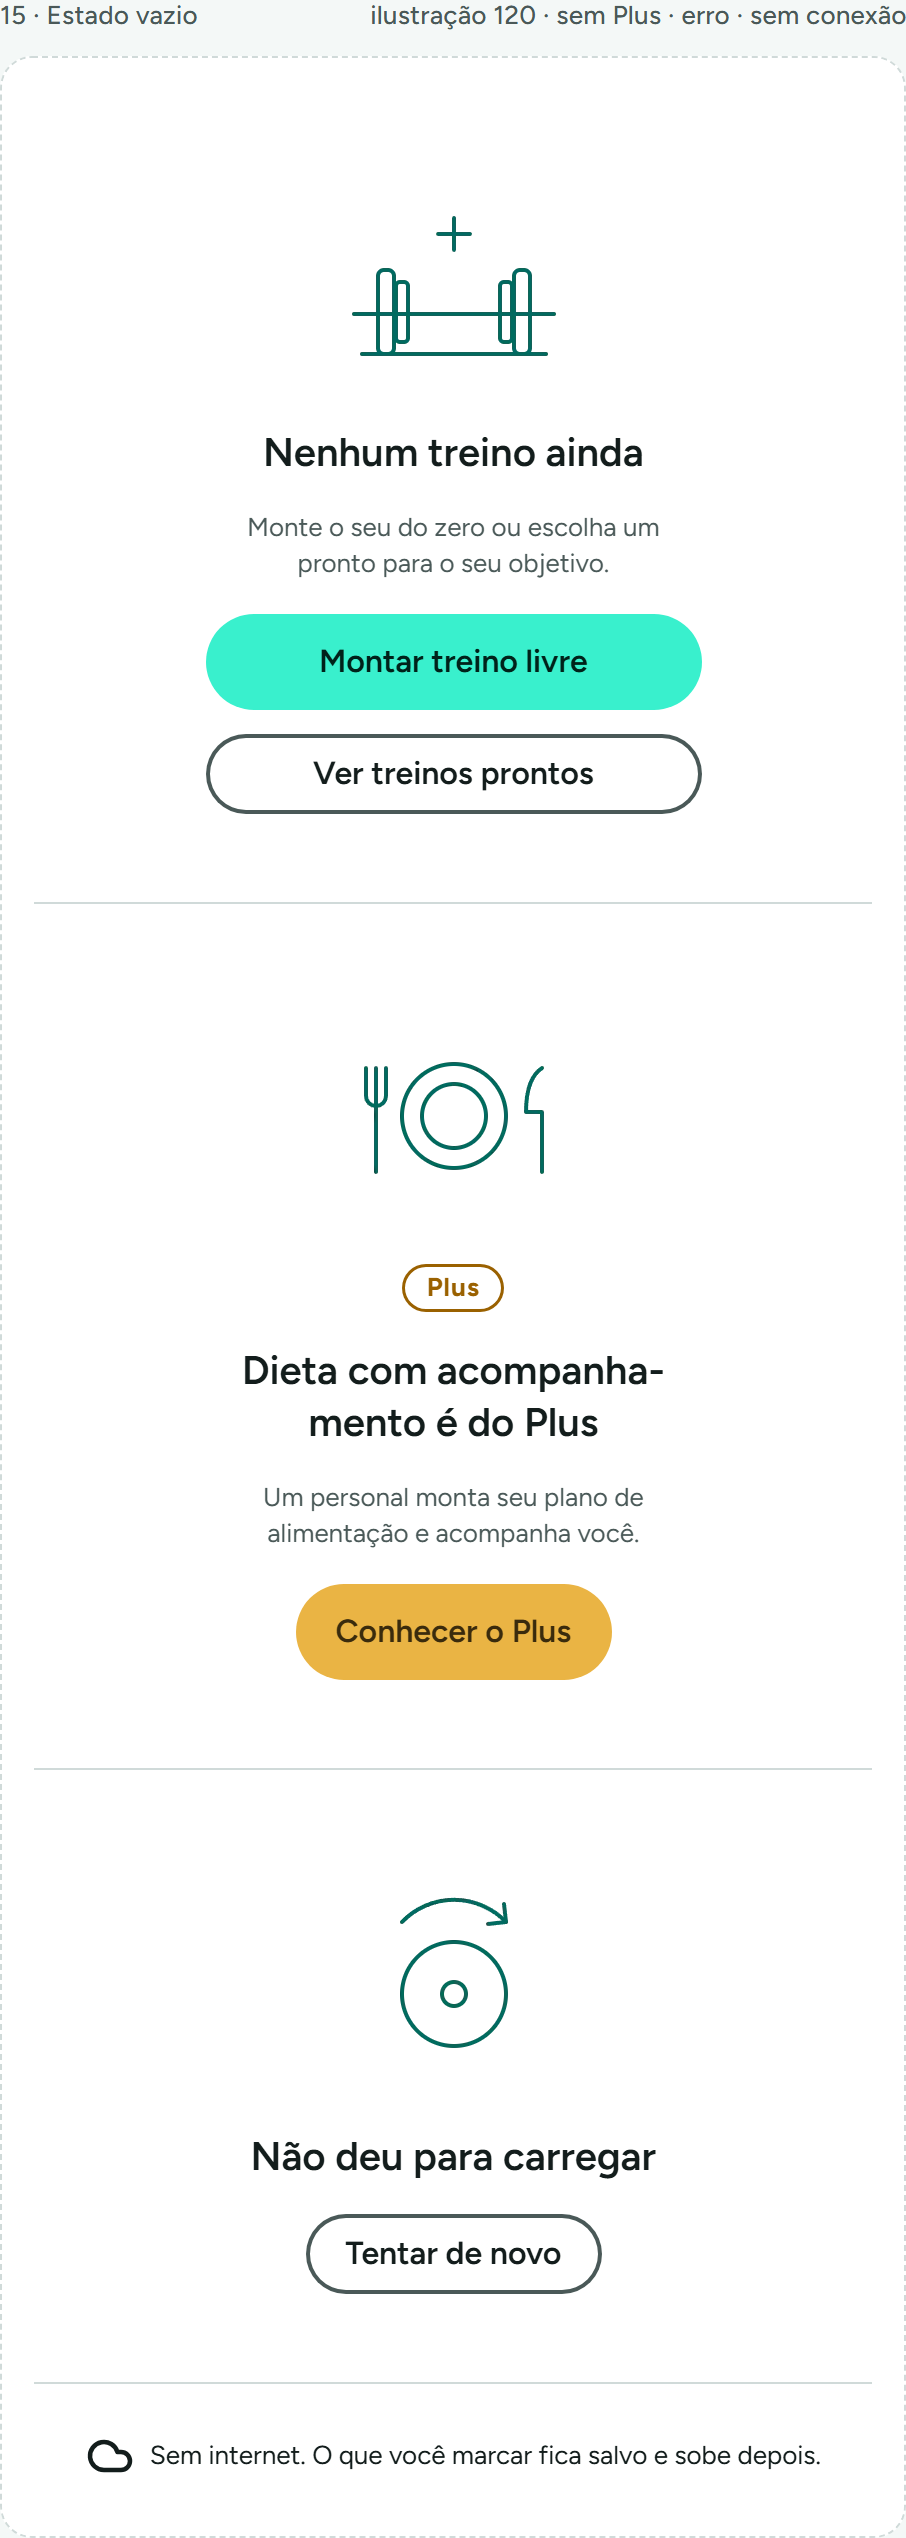 15 · Estado vazio
ilustração 120 · sem Plus · erro · sem conexão
Nenhum treino ainda
Monte o seu do zero ou escolha um
pronto para o seu objetivo.
Montar treino livre
Ver treinos prontos
Plus
Dieta com acompanha-
mento é do Plus
Um personal monta seu plano de
alimentação e acompanha você.
Conhecer o Plus
Não deu para carregar
Tentar de novo
Sem internet. O que você marcar fica salvo e sobe depois.